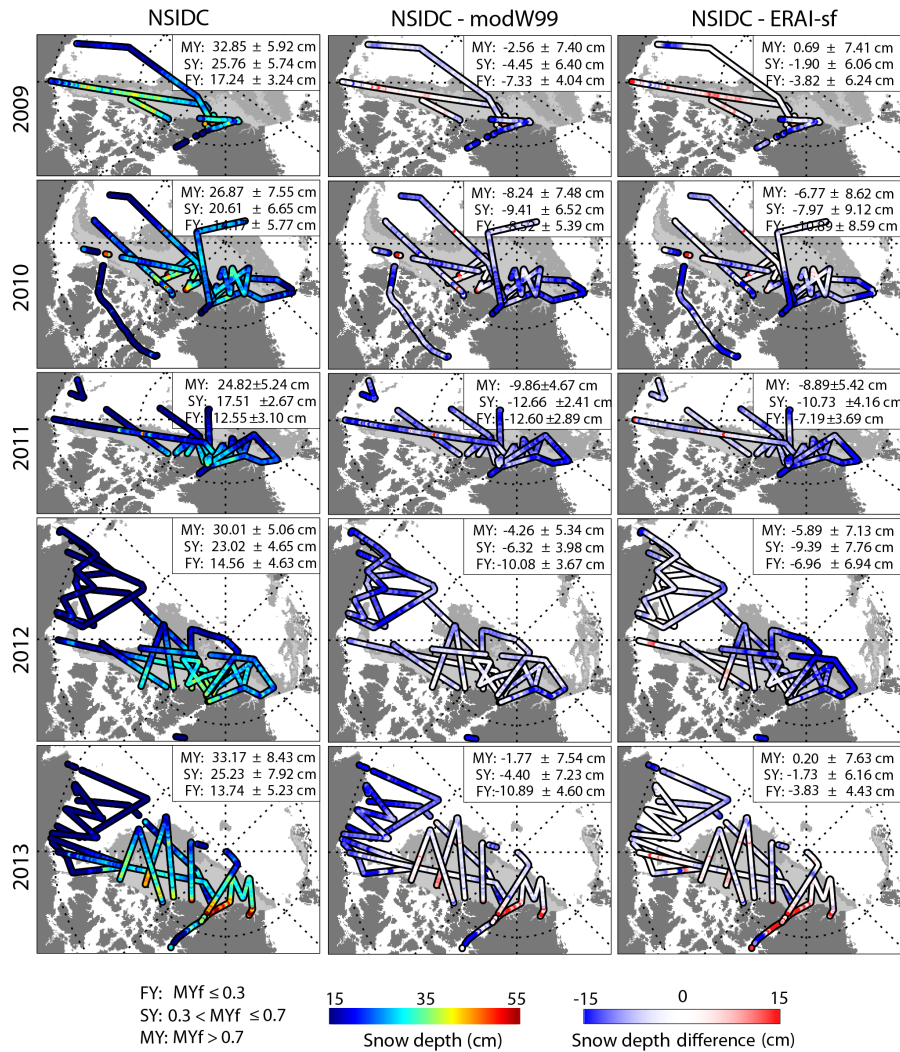 NSIDC NSIDC - modW99 NSIDC - ERAI-sf
2009
MY: 32.85 ± 5.92 cm
SY: 25.76 ± 5.74 cm
FY: 17.24 ± 3.24 cm
MY: -2.56 ± 7.40 cm
SY: -4.45 ± 6.40 cm
FY: -7.33 ± 4.04 cm
MY: 0.69 ± 7.41 cm
SY: -1.90 ± 6.06 cm
FY: -3.82 ± 6.24 cm
2010
MY: 26.87 ± 7.55 cm
SY: 20.61 ± 6.65 cm
FY: ± 5.77 cm
MY: -8.24 ± 7.48 cm
SY: -9.41 ± 6.52 cm
FY: -8.52 ± 5.39 cm
MY: -6.77 ± 8.62 cm
SY: -7.97 ± 9.12 cm
FY: -10.89 ± 8.59 cm
2011
MY: 24.82±5.24 cm
SY: 17.51 ±2.67 cm
FY: 12.55±3.10 cm
MY: -9.86±4.67 cm
SY: -12.66 ±2.41 cm
FY: -12.60 ±2.89 cm
MY: -8.89±5.42 cm
SY: -10.73 ±4.16 cm
FY: -7.19±3.69 cm
2012
MY: 30.01 ± 5.06 cm
SY: 23.02 ± 4.65 cm
FY: 14.56 ± 4.63 cm
MY: -4.26 ± 5.34 cm
SY: -6.32 ± 3.98 cm
FY: -10.08 ± 3.67 cm
MY: -5.89 ± 7.13 cm
SY: -9.39 ± 7.76 cm
FY: -6.96 ± 6.94 cm
2013
MY: 33.17 ± 8.43 cm
SY: 25.23 ± 7.92 cm
FY: 13.74 ± 5.23 cm
MY: -1.77 ± 7.54 cm
SY: -4.40 ± 7.23 cm
FY:-10.89 ± 4.60 cm
MY: 0.20 ± 7.63 cm
SY: -1.73 ± 6.16 cm
FY: -3.83 ± 4.43 cm
FY: MYf ≤ 0.3
SY: 0.3 < MYf ≤ 0.7
MY: MYf > 0.7
15 35 55
Snow depth (cm)
-15 0 15
Snow depth difference (cm)